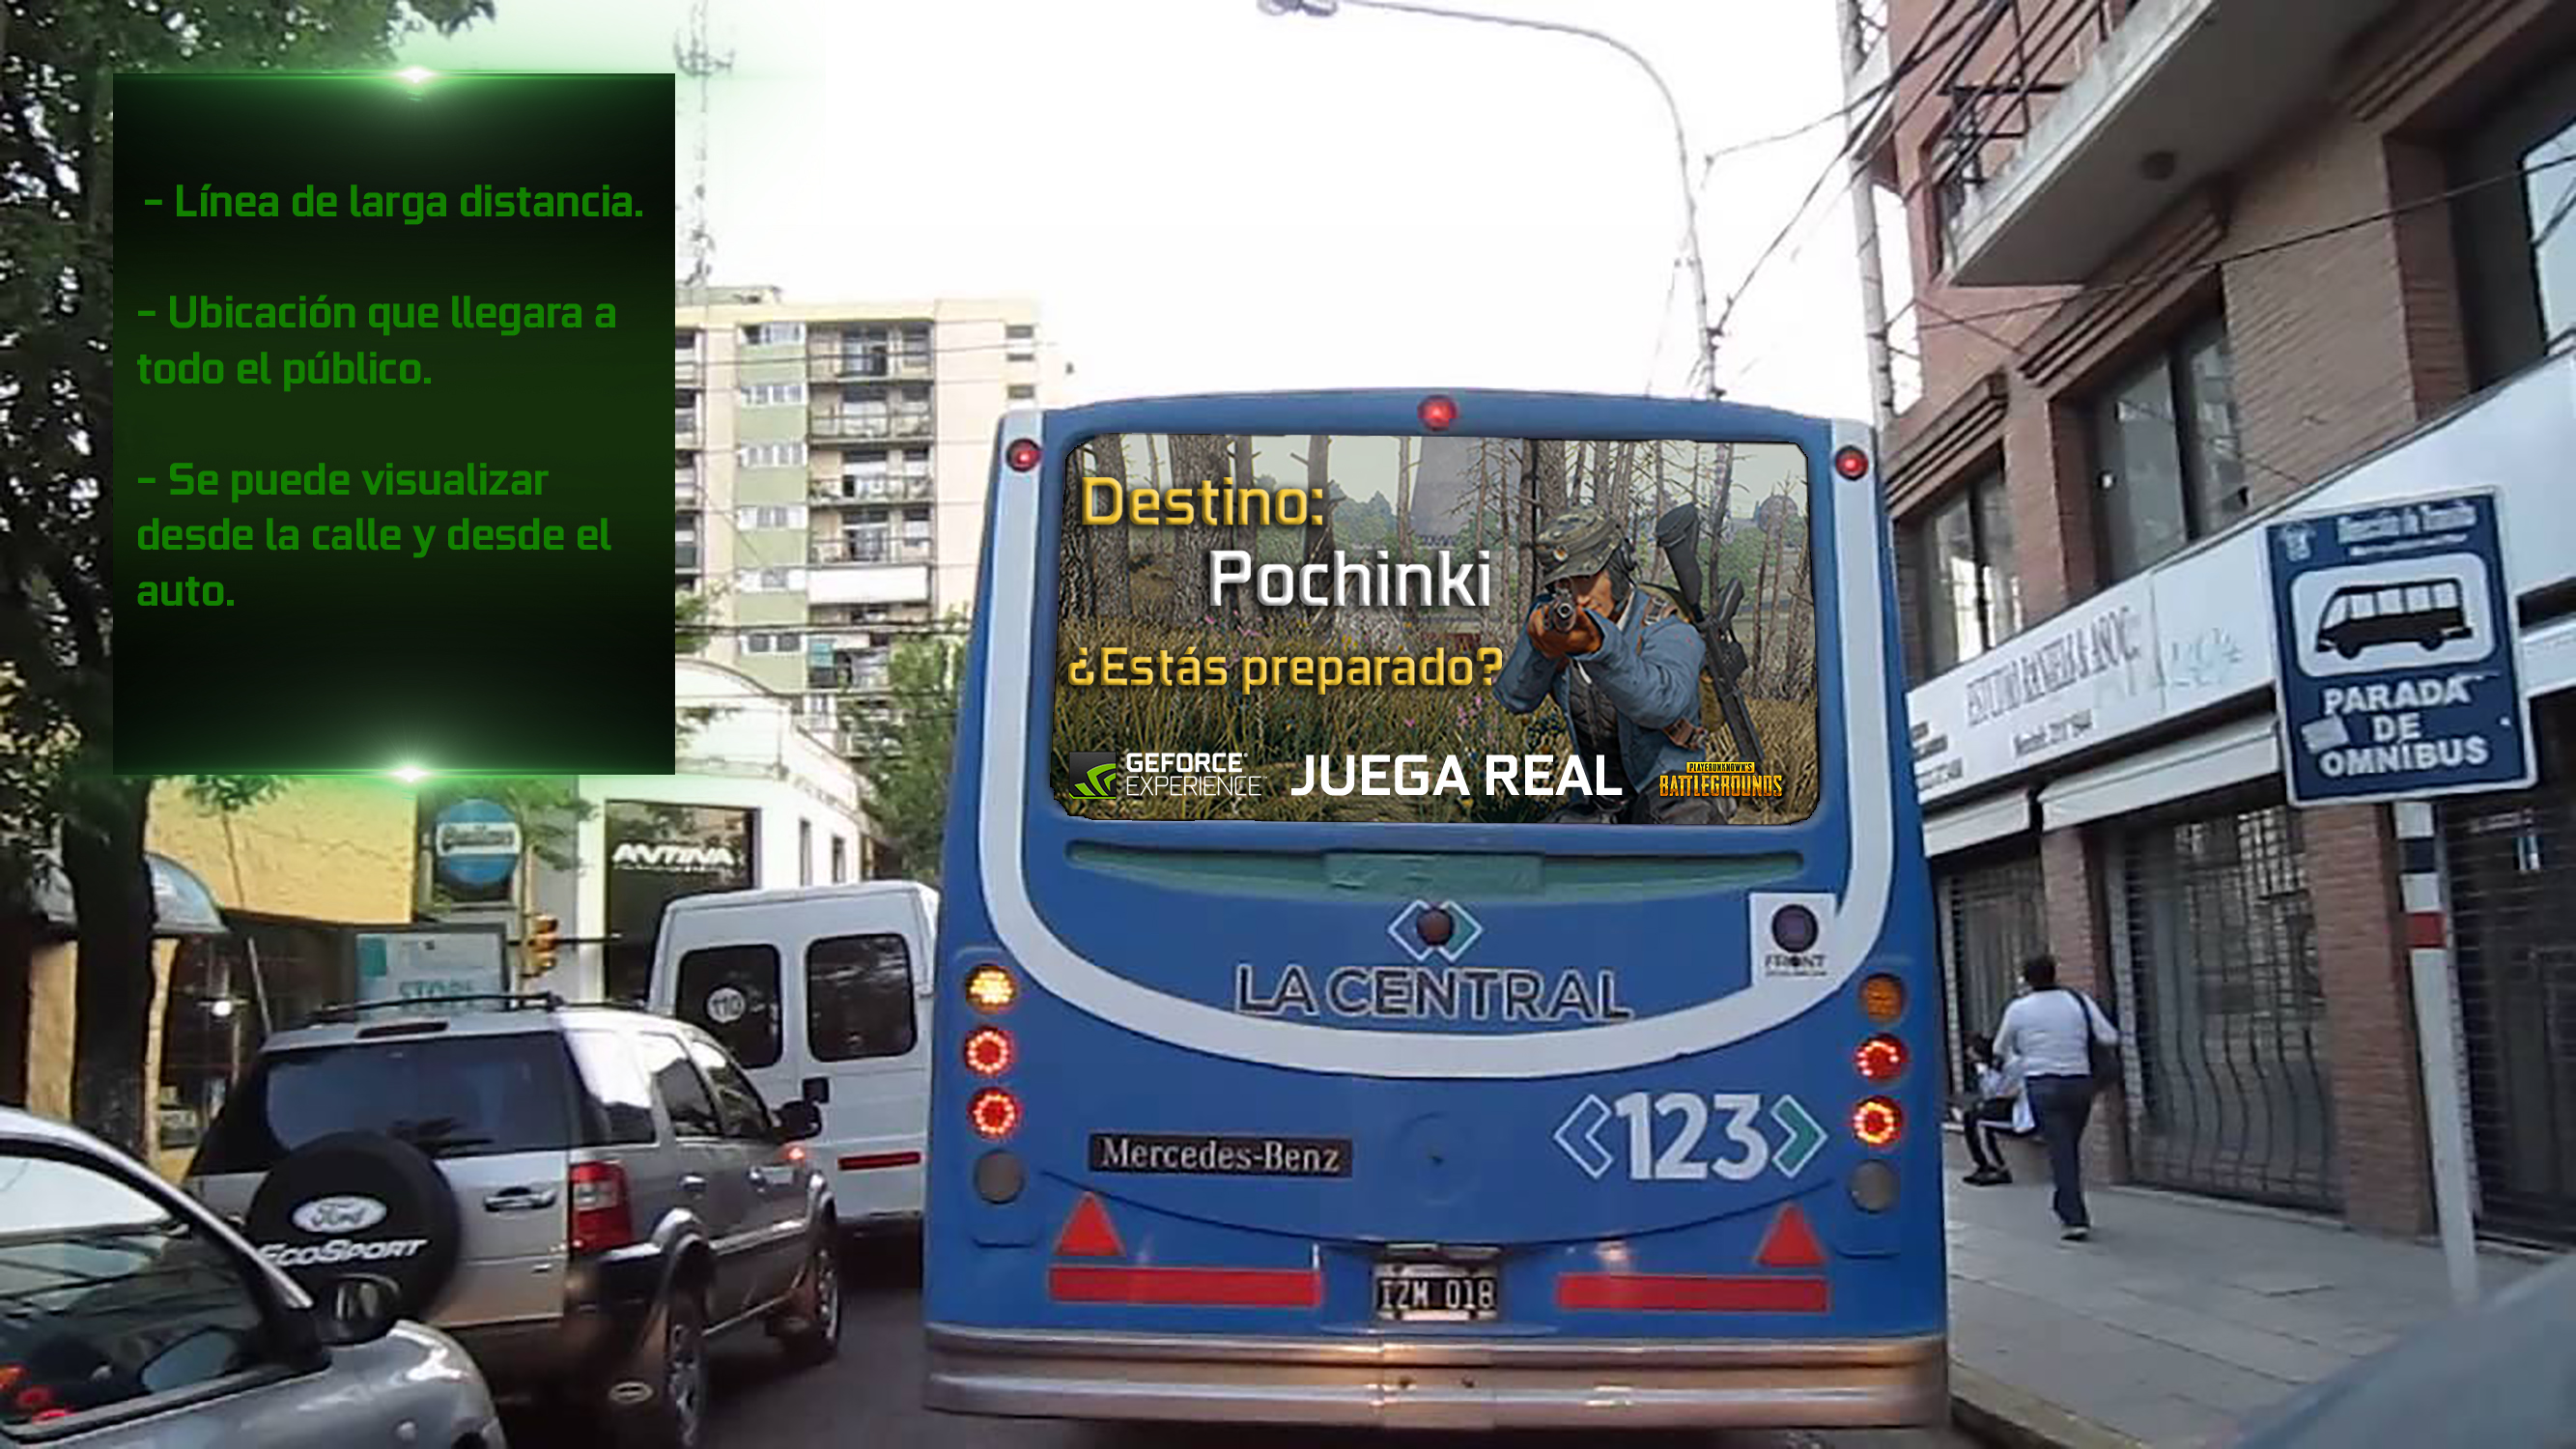 - Línea de larga distancia.
- Ubicación que llegara a
todo el público.
- Se puede visualizar
desde la calle y desde el
auto.
Destino:
Pochinki
¿Estás preparado?
GEFORCE
EXPERIENCE
JUEGA REAL
PLAYERUNKNOWN'S
BATTLEGROUNDS
LA CENTRAL
FRONT
123
Mercedes-Benz
IZM 018
ANTINA
110
Ford
ECOSPORT
PARADA
DE
OMNIBUS